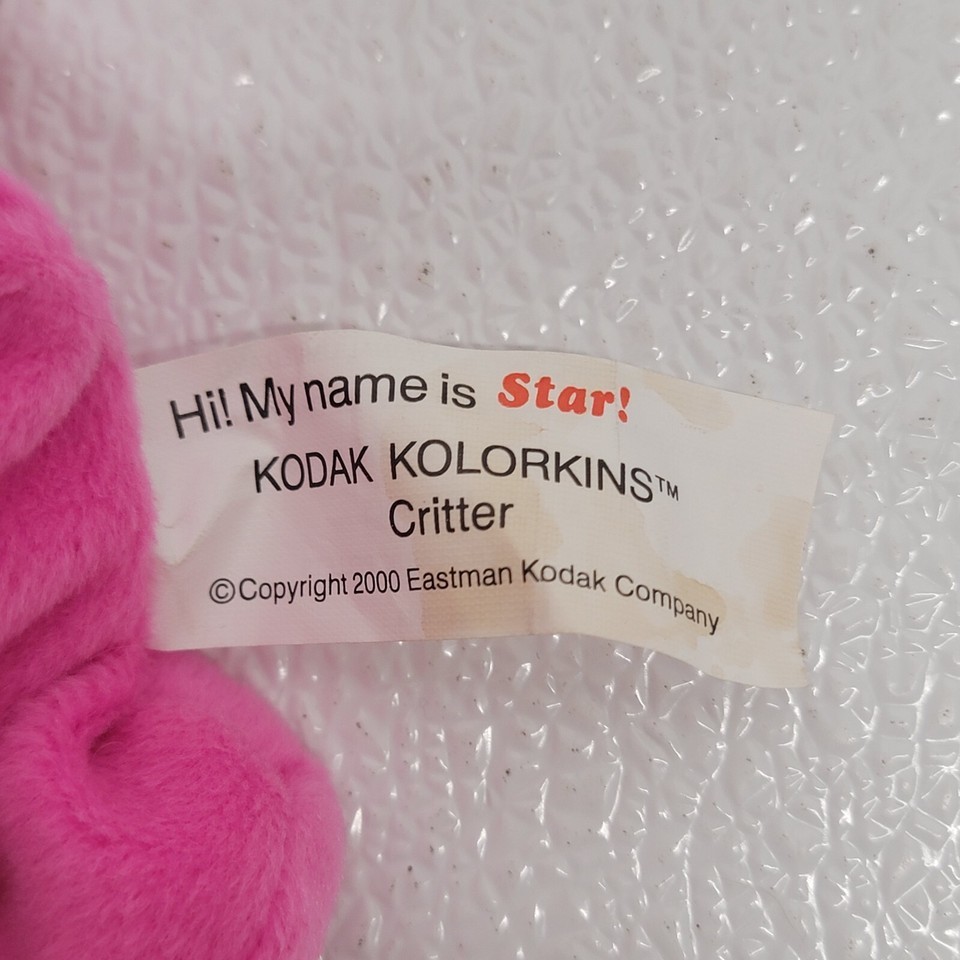 Hi! My name is Star!
KODAK KOLORKINS™
Critter
©Copyright 2000 Eastman Kodak Company